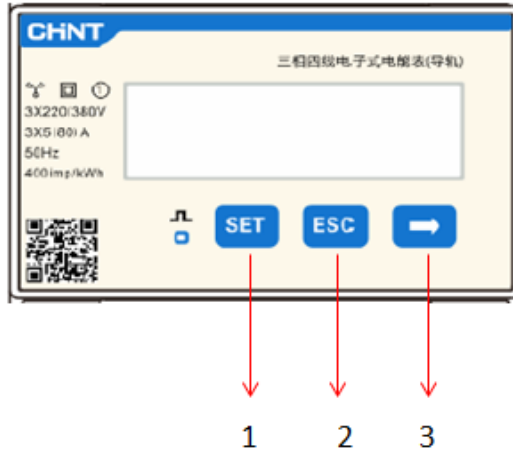 CHNT
三相四线电子式电能表(导轨)
3X220/380V
3X5(80)A
50Hz
400imp/kWh
SET
ESC
1
2
3